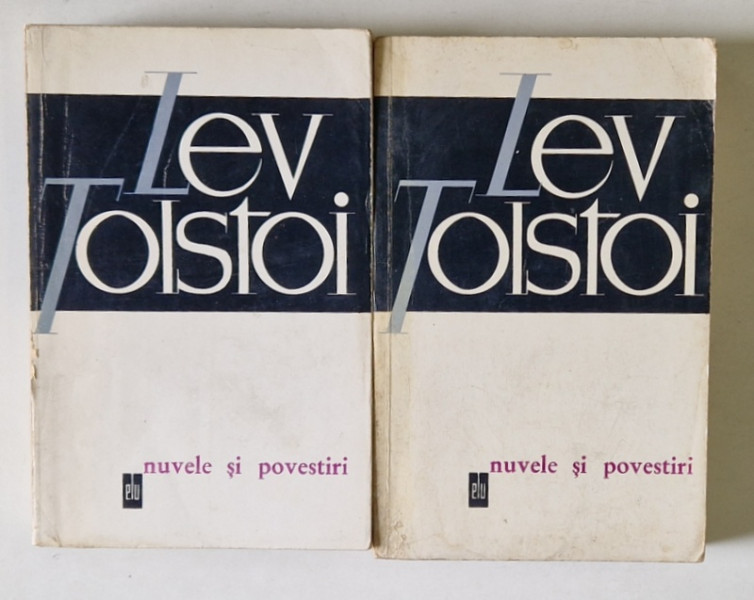 Lev
Tolstoi
nuvele și povestiri
elu
Lev
Tolstoi
nuvele și povestiri
elu